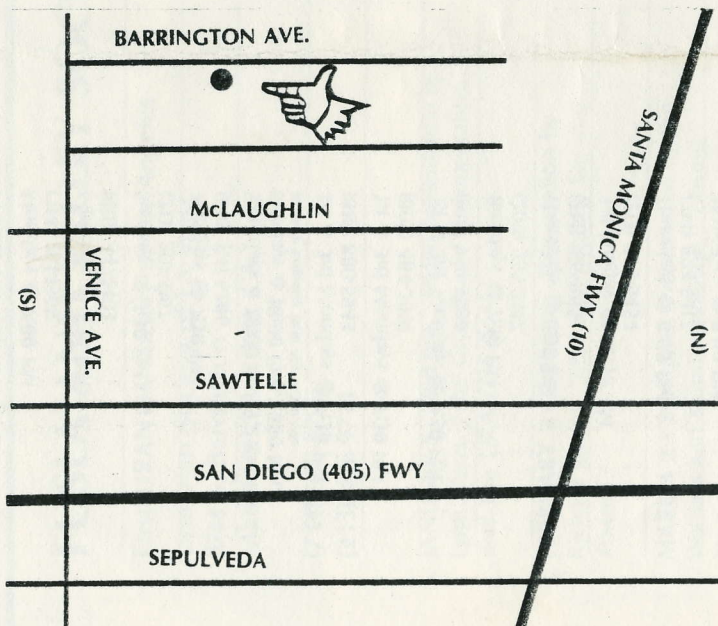 BARRINGTON AVE.
SANTA MONICA FWY (10)
McLAUGHLIN
VENICE AVE.
(S)
(N)
SAWTELLE
SAN DIEGO (405) FWY
SEPULVEDA